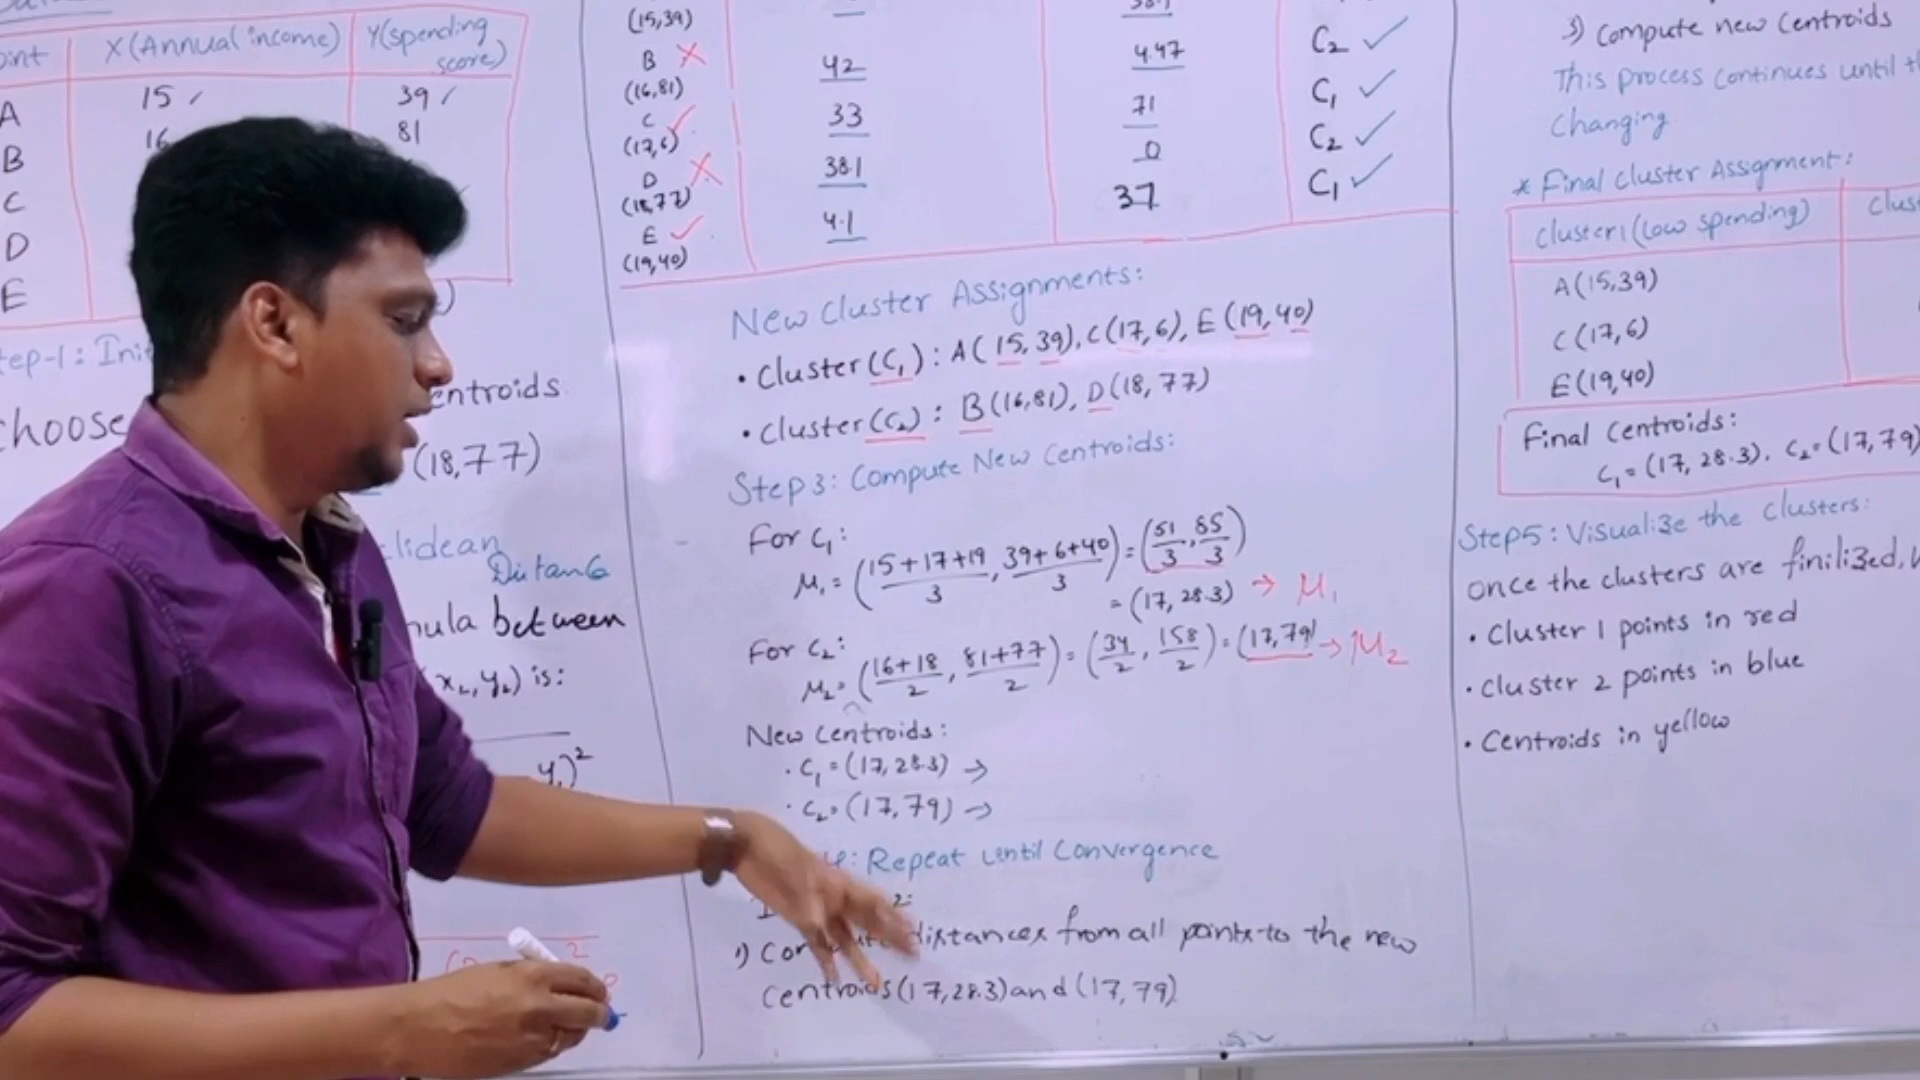 X(Annual income) Y(spending score)
A 15 39
B 16 81
C
D
E
tep-1: Ini
entroids
choose
(18,77)
lidean
Distance
mula between
x₂,y₂) is:
y₁)²
2
(15,39)
B ✗ 42 4.47 C₂ ✓
(16,81)
C ✓ 33 71 C₁ ✓
(17,6)
D ✗ 38.1 0 C₂ ✓
(18,77)
E ✓ 4.1 37 C₁ ✓
(19,40)
New Cluster Assignments:
• Cluster(C₁) : A(15,39), C(17,6), E(19,40)
• Cluster(C₂) : B(16,81), D(18,77)
Step3: Compute New Centroids:
For C₁:
μ₁ = (15+17+19/3, 39+6+40/3) = (51/3, 85/3)
= (17, 28.3) → μ₁
For C₂:
μ₂ = (16+18/2, 81+77/2) = (34/2, 158/2) = (17,79) → μ₂
New Centroids:
• C₁ = (17,28.3) →
• C₂ = (17,79) →
: Repeat until Convergence
2:
1) distances from all points to the new
Centroids(17,28.3) and (17,79)
3) Compute new Centroids
This process continues until
Changing
* Final Cluster Assignment:
Cluster1(Low spending)
A(15,39)
C(17,6)
E(19,40)
Final Centroids:
C₁ = (17, 28.3), C₂ = (17,79)
Step5: Visualize the Clusters:
Once the clusters are finilized,
• Cluster 1 points in red
• Cluster 2 points in blue
• Centroids in yellow